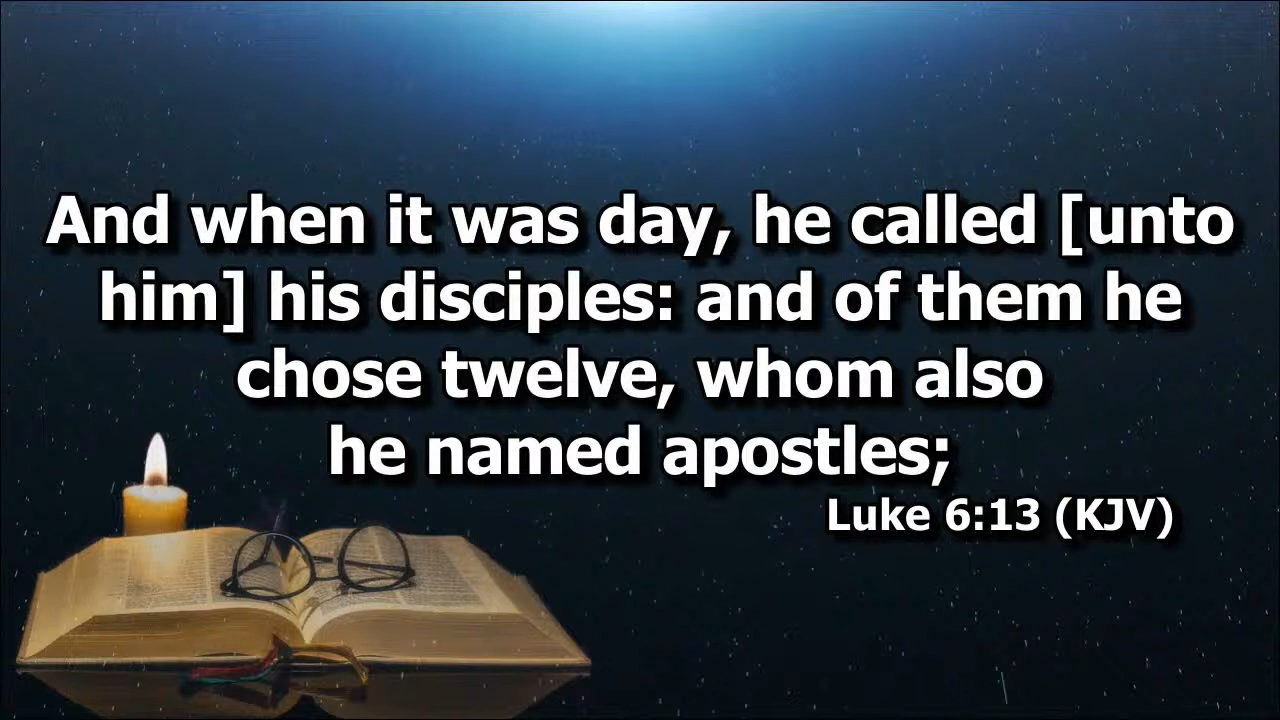 And when it was day, he called [unto
him] his disciples: and of them he
chose twelve, whom also
he named apostles;
Luke 6:13 (KJV)